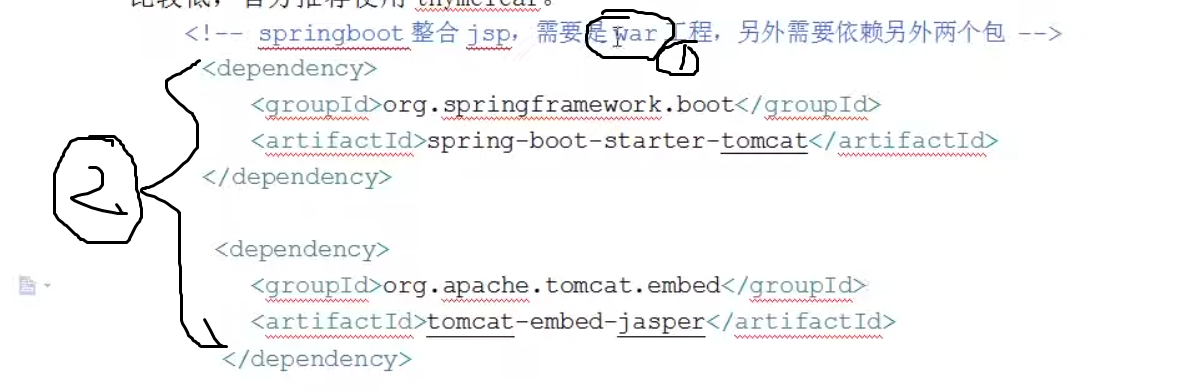 比较低，官方推荐使用 thymeleaf。
<!-- springboot 整合 jsp，需要是 war 工程，另外需要依赖另外两个包 -->
1
<dependency>
<groupId>org.springframework.boot</groupId>
<artifactId>spring-boot-starter-tomcat</artifactId>
</dependency>
2
<dependency>
<groupId>org.apache.tomcat.embed</groupId>
<artifactId>tomcat-embed-jasper</artifactId>
</dependency>